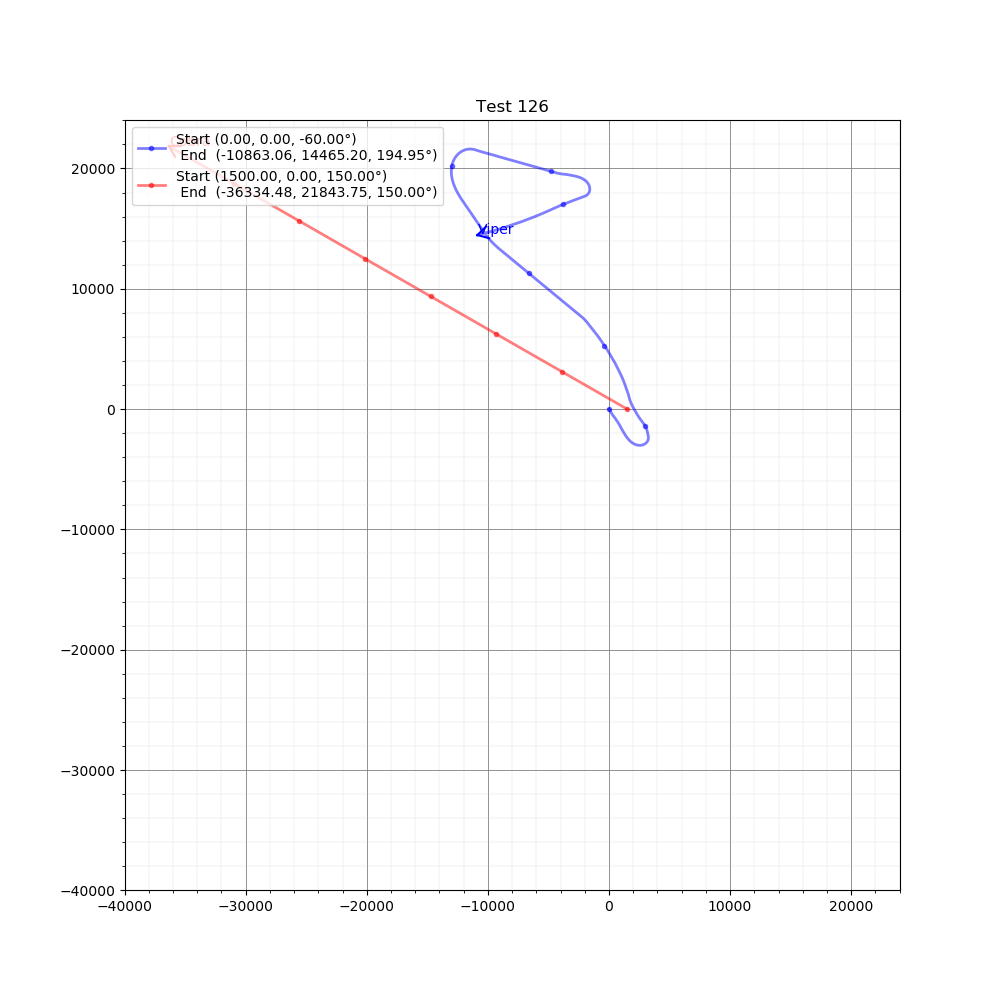 Test 126
Start (0.00, 0.00, -60.00°)
End (-10863.06, 14465.20, 194.95°)
Start (1500.00, 0.00, 150.00°)
End (-36334.48, 21843.75, 150.00°)
20000
10000
0
−10000
−20000
−30000
−40000
−40000 −30000 −20000 −10000 0 10000 20000